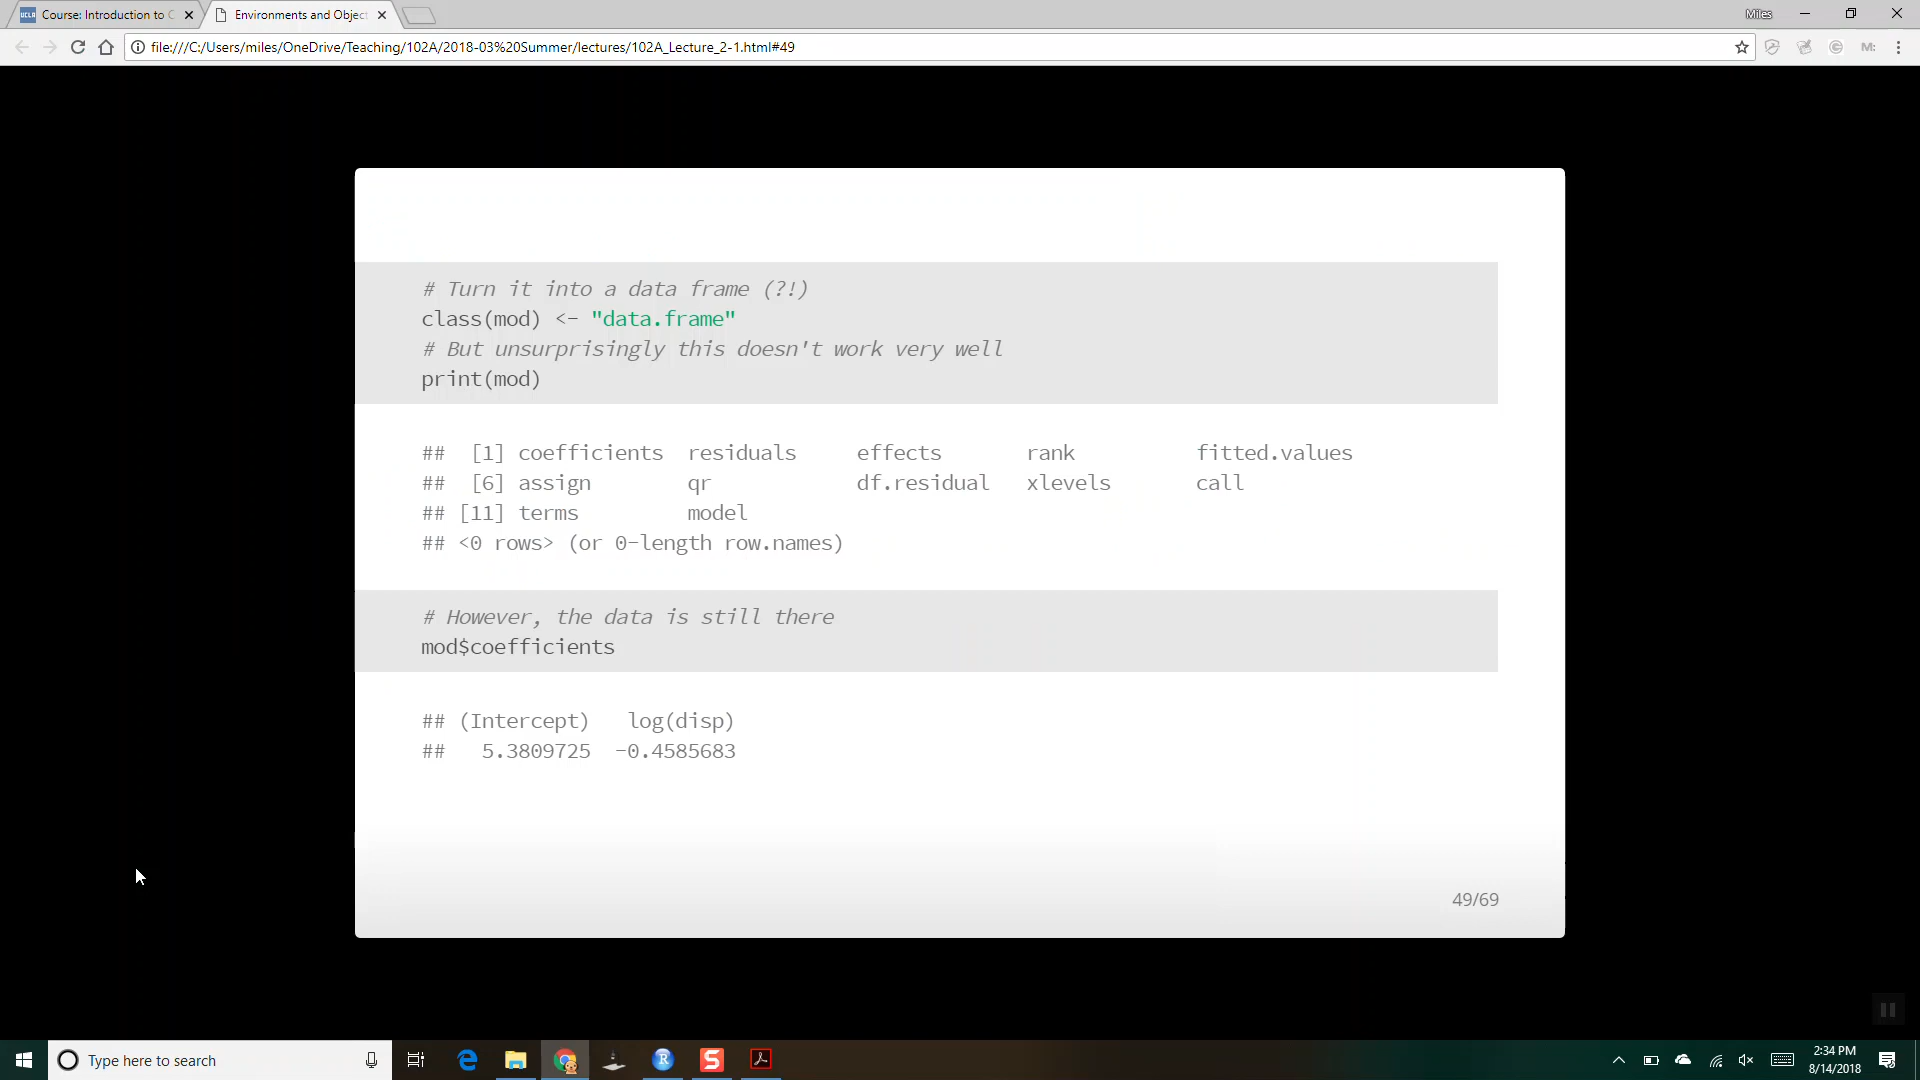 UCLA Course: Introduction to C
Environments and Object
Miles
file:///C:/Users/miles/OneDrive/Teaching/102A/2018-03%20Summer/lectures/102A_Lecture_2-1.html#49
M:
# Turn it into a data frame (?!)
class(mod) <- "data.frame"
# But unsurprisingly this doesn't work very well
print(mod)
## [1] coefficients residuals effects rank fitted.values
## [6] assign qr df.residual xlevels call
## [11] terms model
## <0 rows> (or 0-length row.names)
# However, the data is still there
mod$coefficients
## (Intercept) log(disp)
## 5.3809725 -0.4585683
49/69
Type here to search
2:34 PM
8/14/2018